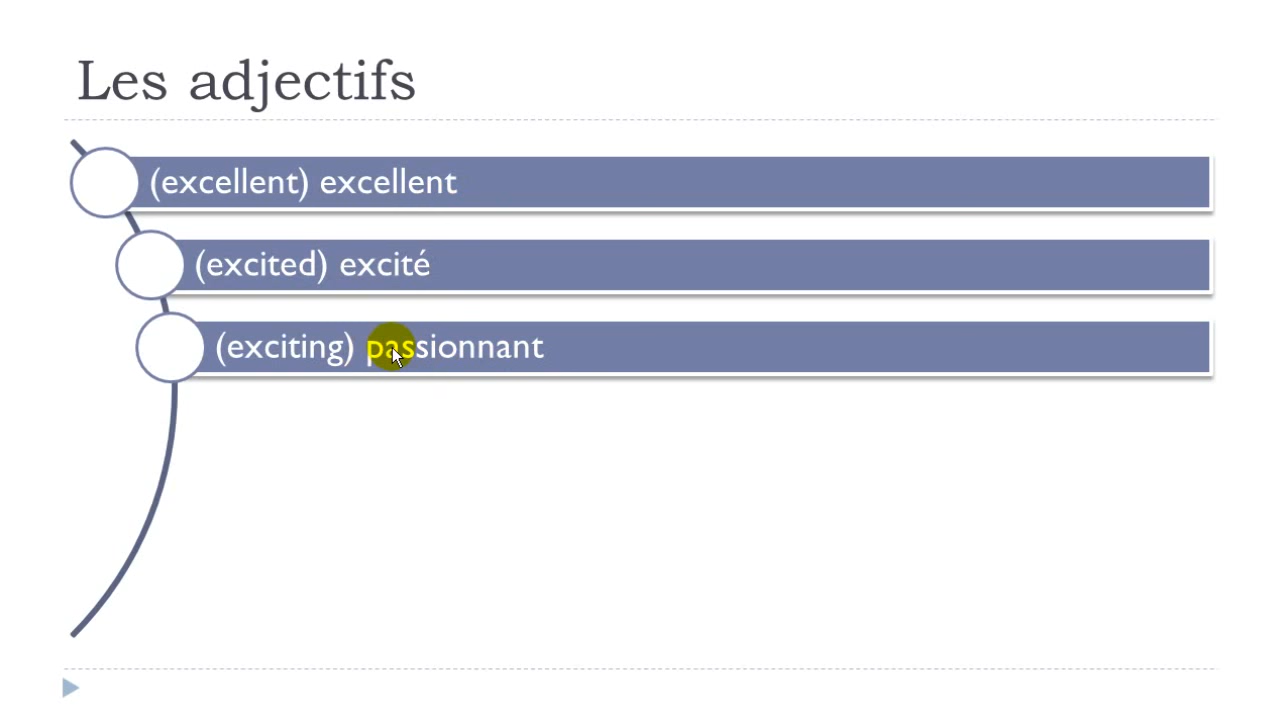 Les adjectifs
(excellent) excellent
(excited) excité
(exciting) passionnant